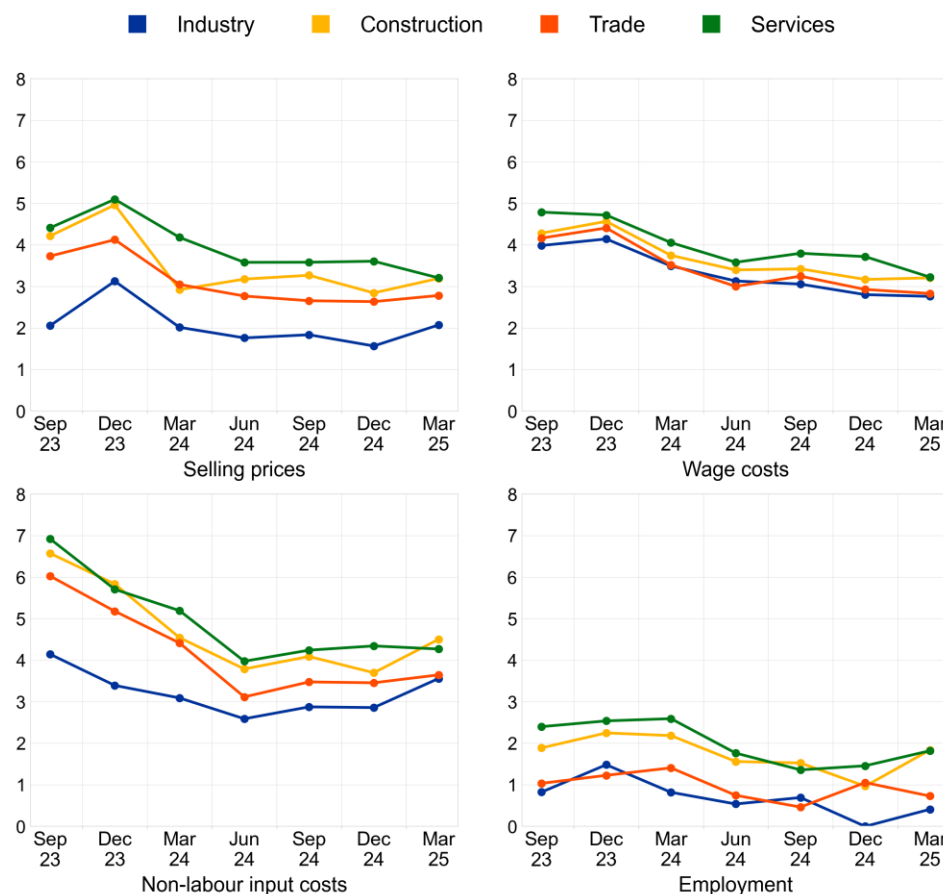 Industry Construction Trade Services
8 8
7 7
6 6
5 5
4 4
3 3
2 2
1 1
0 0
Sep Dec Mar Jun Sep Dec Mar Sep Dec Mar Jun Sep Dec Mar
23 23 24 24 24 24 25 23 23 24 24 24 24 25
Selling prices Wage costs
8 8
7 7
6 6
5 5
4 4
3 3
2 2
1 1
0 0
Sep Dec Mar Jun Sep Dec Mar Sep Dec Mar Jun Sep Dec Mar
23 23 24 24 24 24 25 23 23 24 24 24 24 25
Non-labour input costs Employment